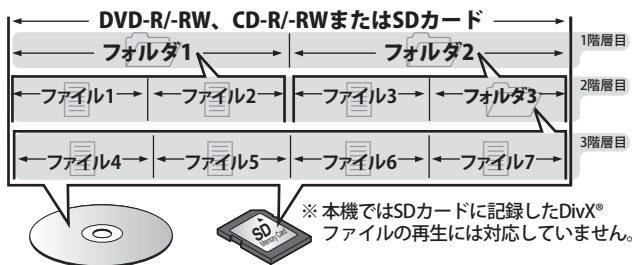 DVD-R/-RW、CD-R/-RWまたはSDカード
フォルダ1 フォルダ2 1階層目
ファイル1 ファイル2 ファイル3 フォルダ3 2階層目
ファイル4 ファイル5 ファイル6 ファイル7 3階層目
SD
Memory Card
※ 本機ではSDカードに記録したDivX®
ファイルの再生には対応していません。